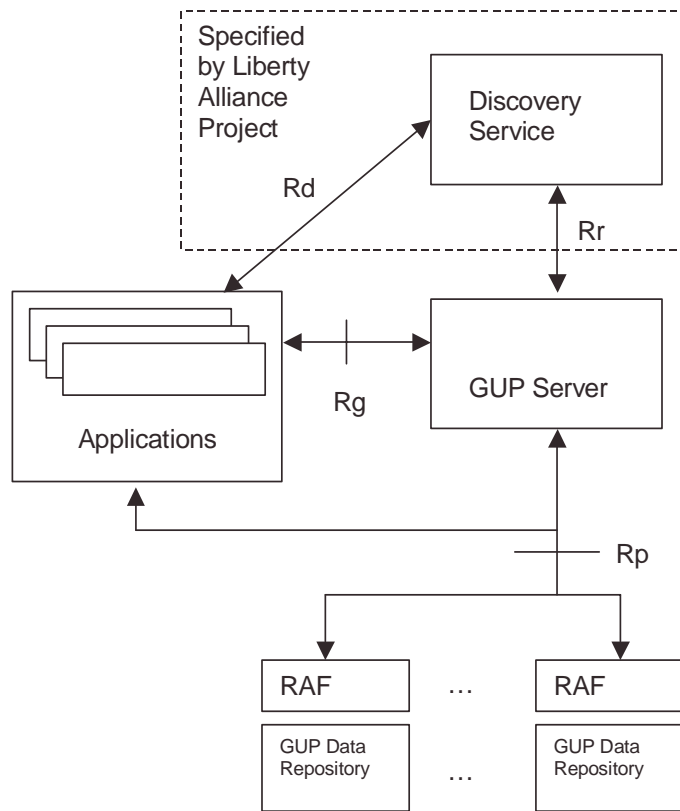 Specified
by Liberty
Alliance
Project
Discovery
Service
Rd
Rr
Rg
GUP Server
Applications
Rp
RAF
...
RAF
GUP Data
Repository
...
GUP Data
Repository